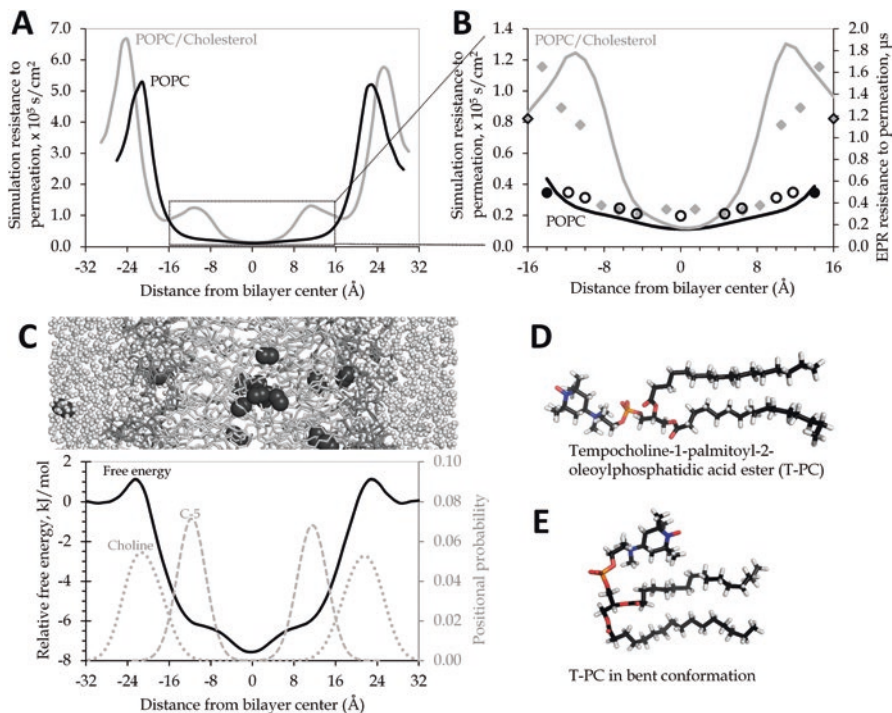 A
POPC/Cholesterol
POPC
Simulation resistance to
permeation, x 10⁵ s/cm²
7.0
6.0
5.0
4.0
3.0
2.0
1.0
0.0
-32 -24 -16 -8 0 8 16 24 32
Distance from bilayer center (Å)
B
POPC/Cholesterol
POPC
Simulation resistance to
permeation, x 10⁵ s/cm²
1.4
1.2
1.0
0.8
0.6
0.4
0.2
0.0
2.0
1.8
1.6
1.4
1.2
1.0
0.8
0.6
0.4
0.2
0.0
EPR resistance to permeation, µs
-16 -8 0 8 16
Distance from bilayer center (Å)
C
Free energy
C-5
Choline
Relative free energy, kJ/mol
2
0
-2
-4
-6
-8
0.10
0.08
0.06
0.04
0.02
0.00
Positional probability
-32 -24 -16 -8 0 8 16 24 32
Distance from bilayer center (Å)
D
Tempocholine-1-palmitoyl-2-
oleoylphosphatidic acid ester (T-PC)
E
T-PC in bent conformation